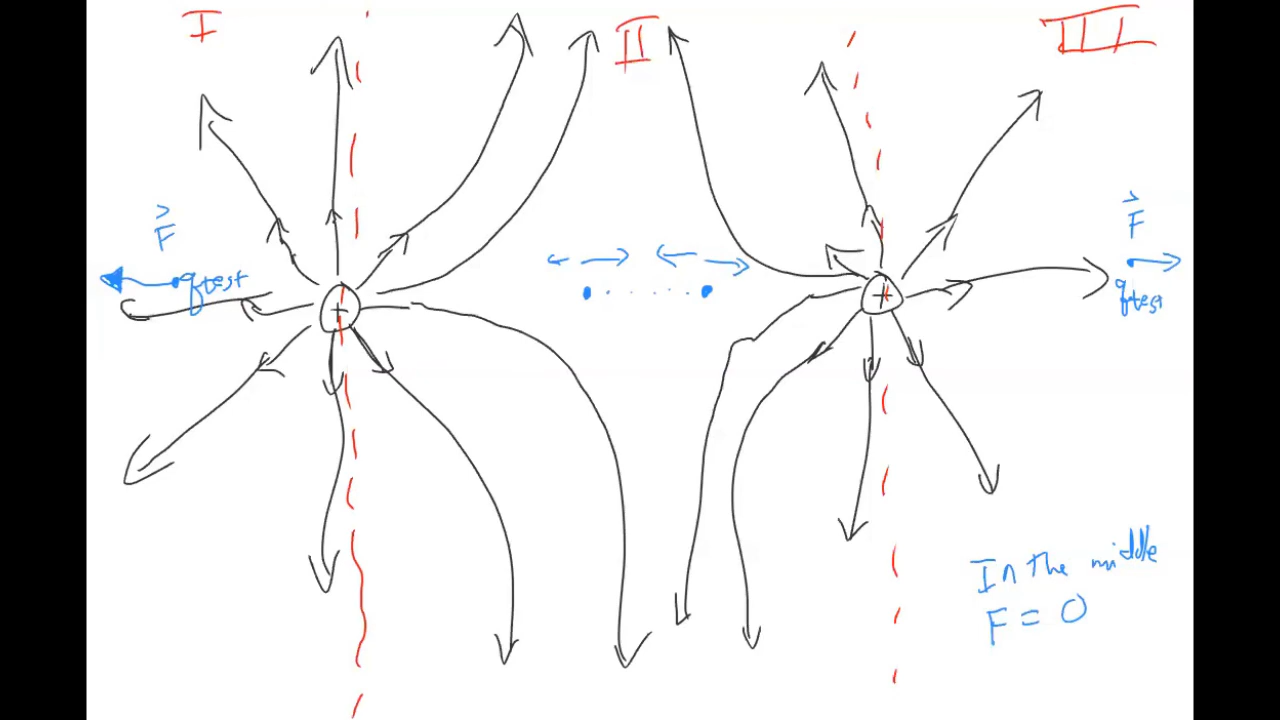 I
II
III
F
qtest
F
qtest
+
+
In the middle
F = 0